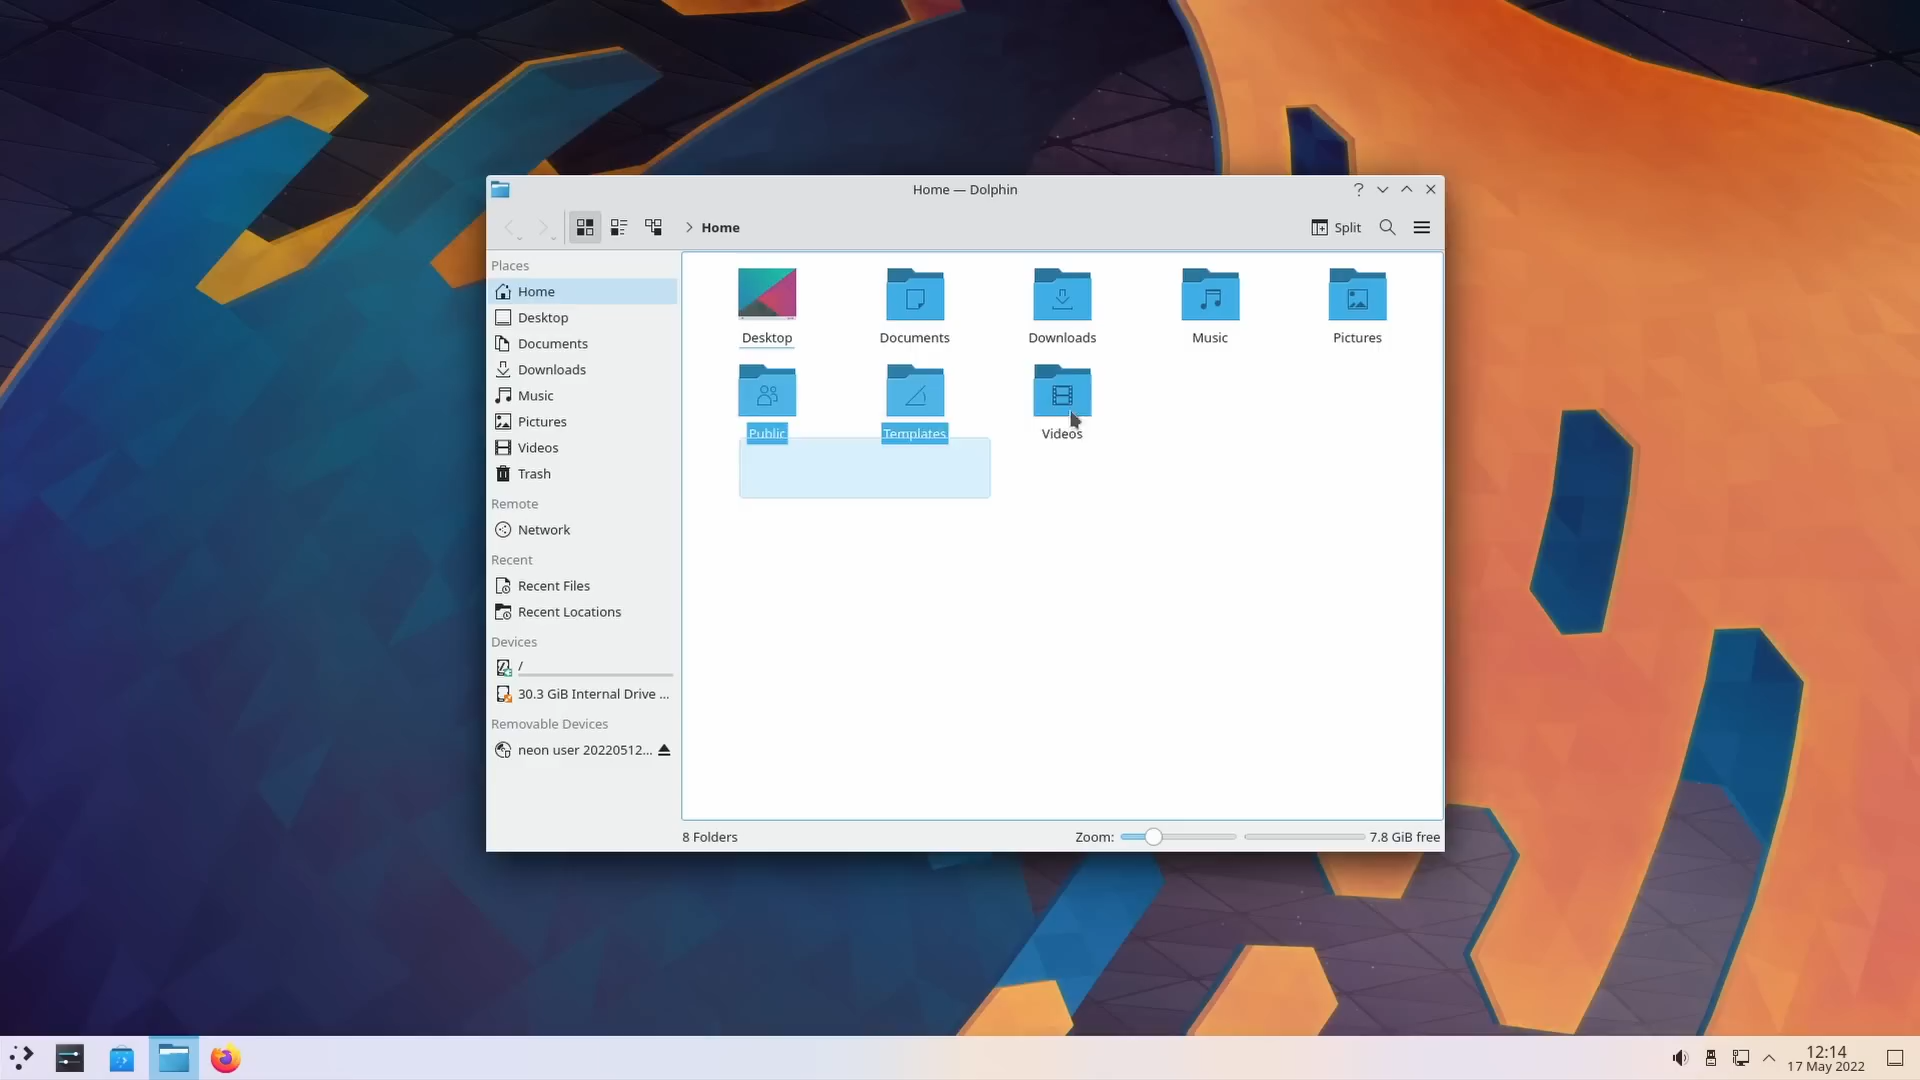 Home — Dolphin
?
Home
Split
Places
Home
Desktop
Documents
Downloads
Music
Pictures
Videos
Trash
Remote
Network
Recent
Recent Files
Recent Locations
Devices
/
30.3 GiB Internal Drive ...
Removable Devices
neon user 20220512...
Desktop
Documents
Downloads
Music
Pictures
Public
Templates
Videos
8 Folders
Zoom:
7.8 GiB free
12:14
17 May 2022